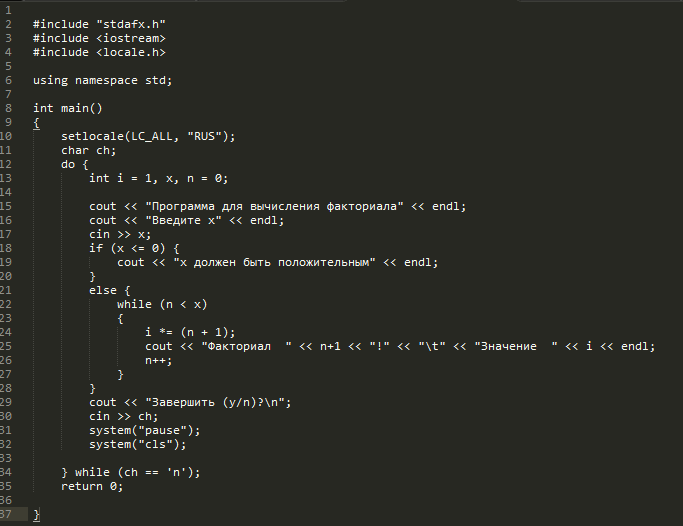 1
2 #include "stdafx.h"
3 #include <iostream>
4 #include <locale.h>
5
6 using namespace std;
7
8 int main()
9 {
10     setlocale(LC_ALL, "RUS");
11     char ch;
12     do {
13         int i = 1, x, n = 0;
14
15         cout << "Программа для вычисления факториала" << endl;
16         cout << "Введите x" << endl;
17         cin >> x;
18         if (x <= 0) {
19             cout << "x должен быть положительным" << endl;
20         }
21         else {
22             while (n < x)
23             {
24                 i *= (n + 1);
25                 cout << "Факториал  " << n+1 << "!" << "\t" << "Значение  " << i << endl;
26                 n++;
27             }
28         }
29         cout << "Завершить (y/n)?\n";
30         cin >> ch;
31         system("pause");
32         system("cls");
33
34     } while (ch == 'n');
35     return 0;
36
37 }